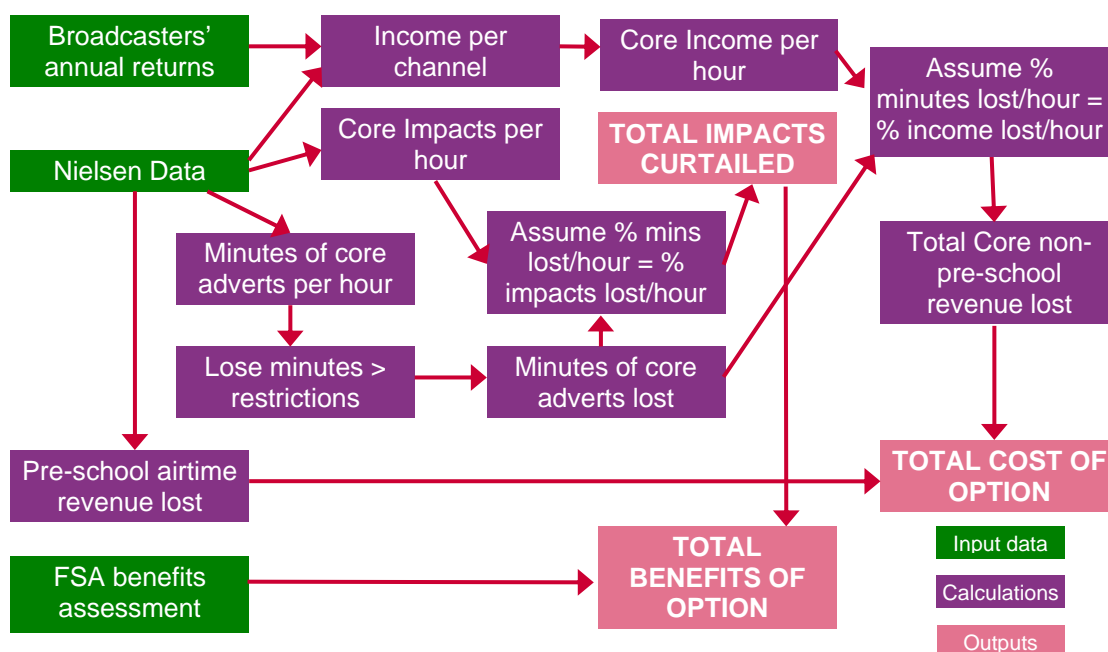 Broadcasters'
annual returns
Income per
channel
Core Income per
hour
Assume %
minutes lost/hour =
% income lost/hour
Nielsen Data
Core Impacts per
hour
TOTAL IMPACTS
CURTAILED
Minutes of core
adverts per hour
Assume % mins
lost/hour = %
impacts lost/hour
Total Core non-
pre-school
revenue lost
Lose minutes >
restrictions
Minutes of core
adverts lost
Pre-school airtime
revenue lost
TOTAL COST OF
OPTION
FSA benefits
assessment
TOTAL
BENEFITS OF
OPTION
Input data
Calculations
Outputs